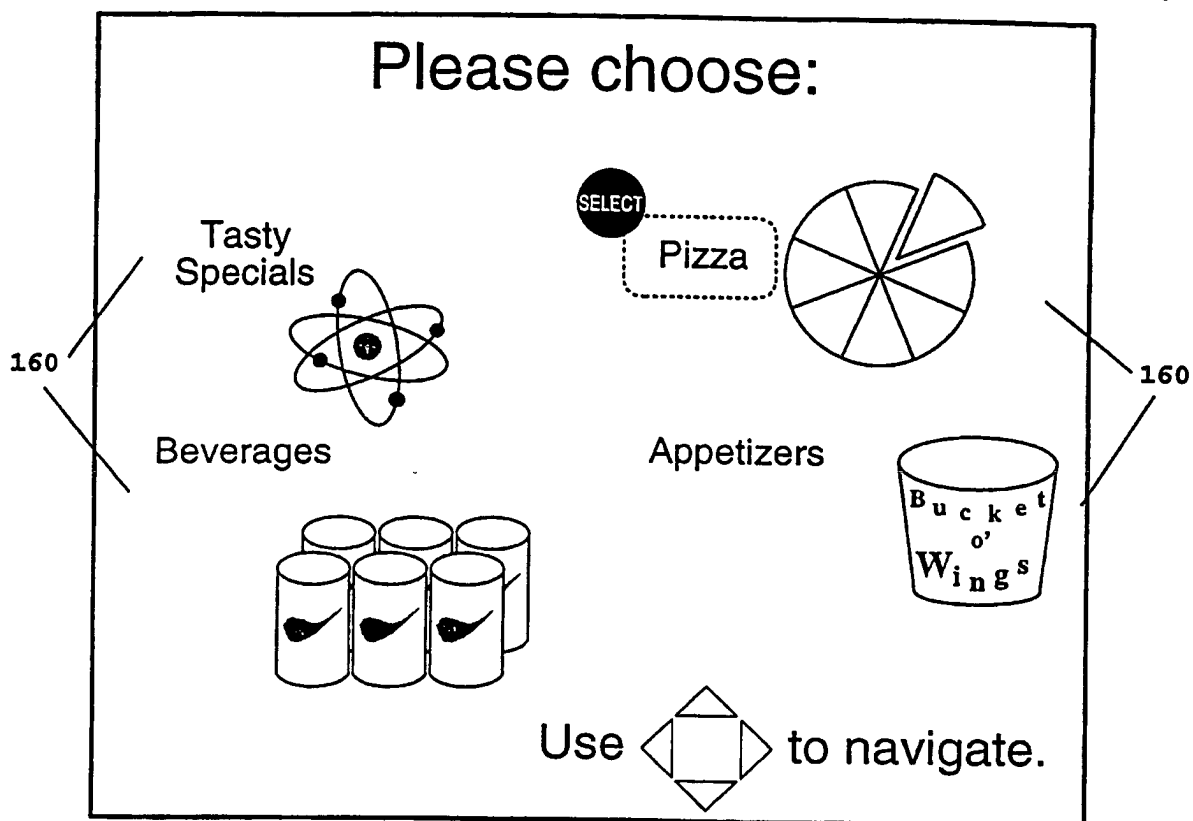 Please choose:
SELECT
Pizza
Tasty
Specials
160
160
Beverages
Appetizers
Bucket
o'
Wings
Use to navigate.